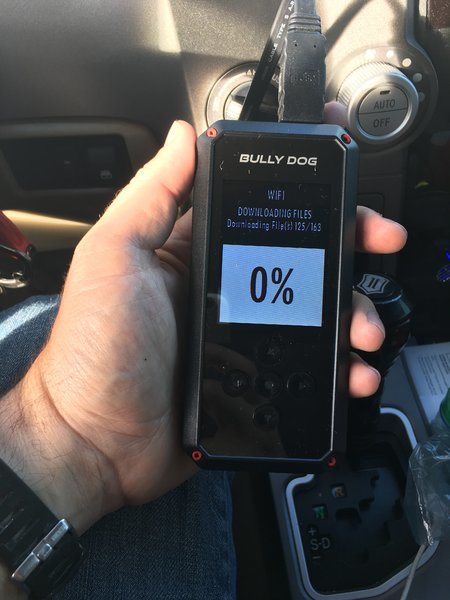 BULLY DOG
WIFI
DOWNLOADING FILES
Downloading File(s) 125/163
0%
AUTO
OFF
R
+
S-D
-